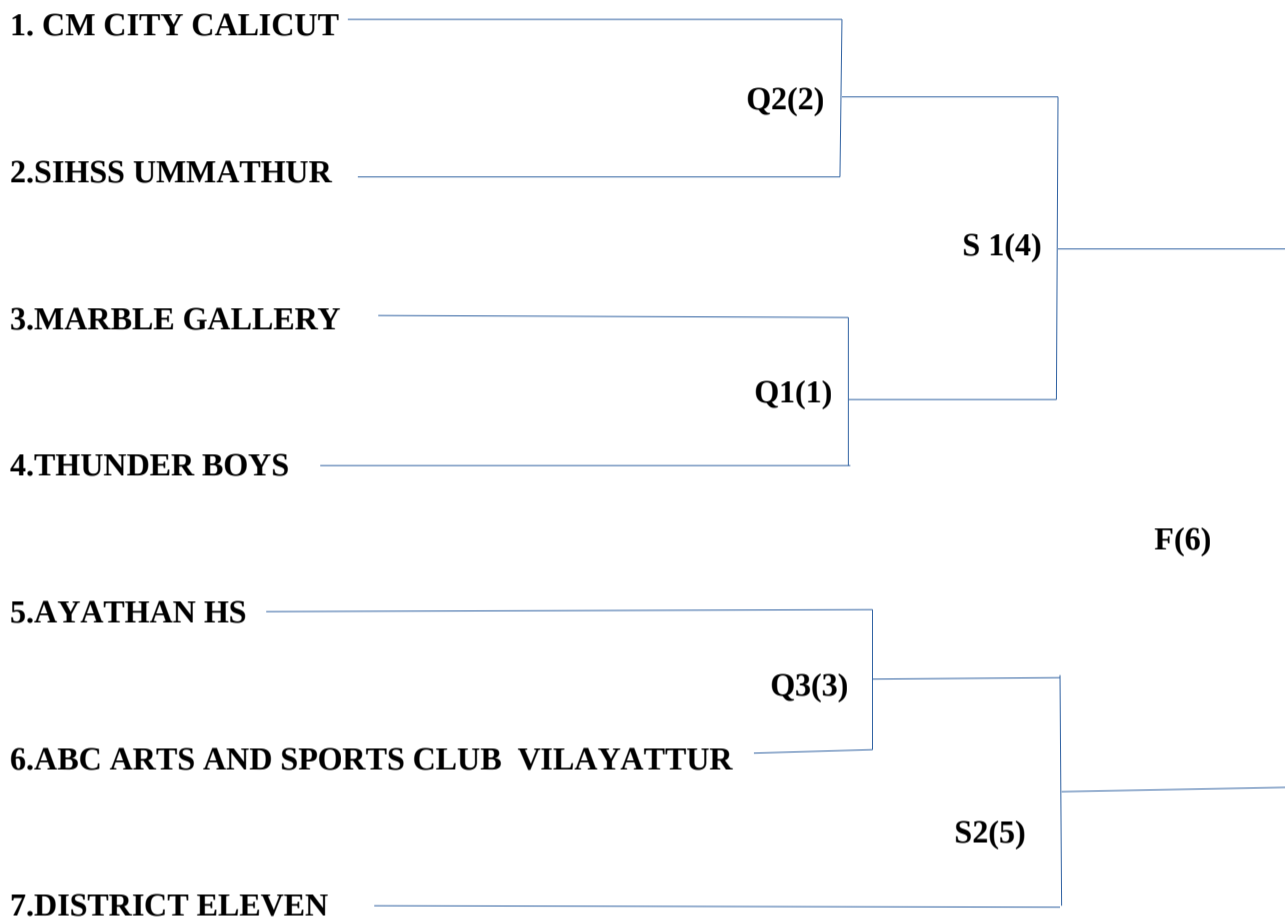 1. CM CITY CALICUT
Q2(2)
2.SIHSS UMMATHUR
S 1(4)
3.MARBLE GALLERY
Q1(1)
4.THUNDER BOYS
F(6)
5.AYATHAN HS
Q3(3)
6.ABC ARTS AND SPORTS CLUB  VILAYATTUR
S2(5)
7.DISTRICT ELEVEN